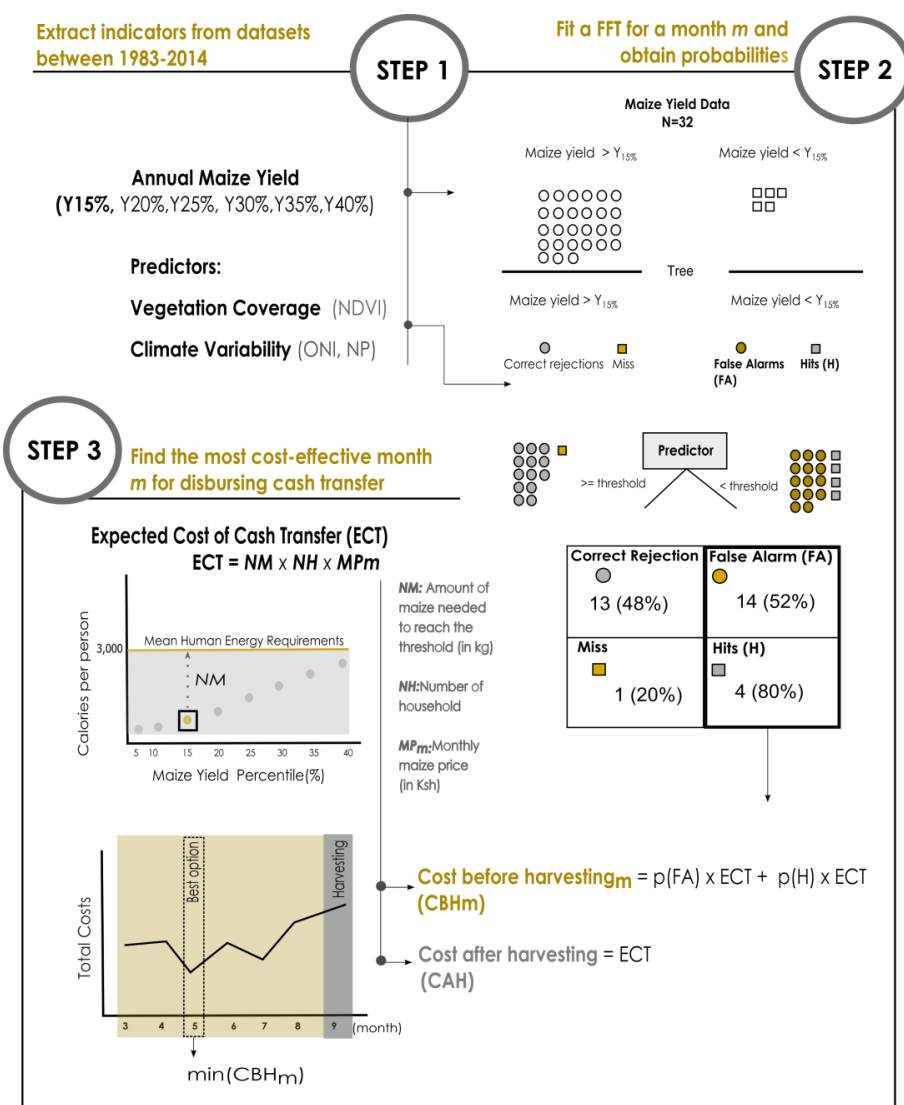 Extract indicators from datasets
between 1983-2014
STEP 1
Fit a FFT for a month m and
obtain probabilities
STEP 2
Maize Yield Data
N=32
Maize yield > Y15%
Maize yield < Y15%
Annual Maize Yield
(Y15%, Y20%,Y25%, Y30%,Y35%,Y40%)
Predictors:
Vegetation Coverage (NDVI)
Climate Variability (ONI, NP)
Tree
Maize yield > Y15%
Maize yield < Y15%
Correct rejections
Miss
False Alarms
(FA)
Hits (H)
STEP 3
Find the most cost-effective month
m for disbursing cash transfer
Predictor
>= threshold
< threshold
Expected Cost of Cash Transfer (ECT)
ECT = NM x NH x MPm
Calories per person
3,000
Mean Human Energy Requirements
NM
5 10 15 20 25 30 35 40
Maize Yield Percentile(%)
NM: Amount of
maize needed
to reach the
threshold (in kg)
NH:Number of
household
MPm:Monthly
maize price
(in Ksh)
Correct Rejection
13 (48%)
False Alarm (FA)
14 (52%)
Miss
1 (20%)
Hits (H)
4 (80%)
Total Costs
Best option
Harvesting
3 4 5 6 7 8 9 (month)
min(CBHm)
Cost before harvestingm = p(FA) x ECT + p(H) x ECT
(CBHm)
Cost after harvesting = ECT
(CAH)